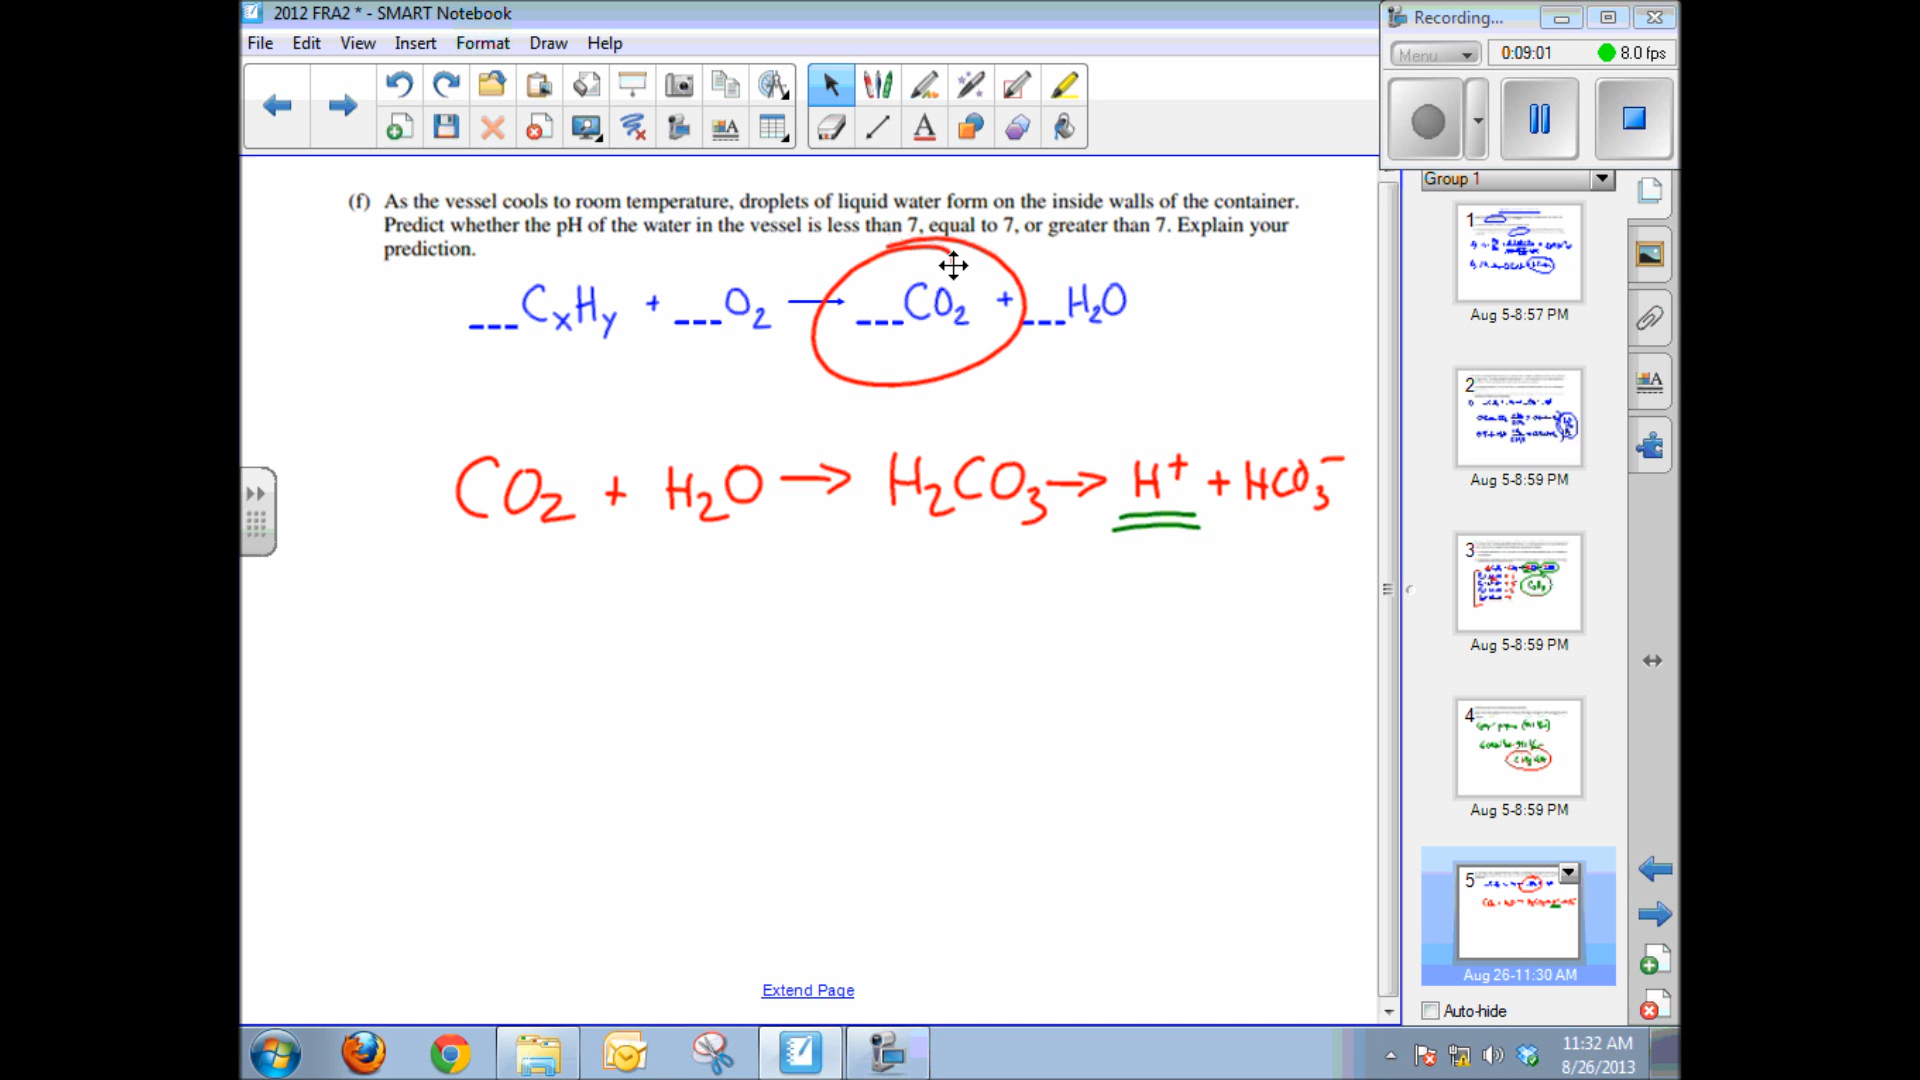 2012 FRA2 * - SMART Notebook
File Edit View Insert Format Draw Help
Recording...
Menu 0:09:01 8.0 fps
(f) As the vessel cools to room temperature, droplets of liquid water form on the inside walls of the container.
Predict whether the pH of the water in the vessel is less than 7, equal to 7, or greater than 7. Explain your
prediction.
___CxHy + ___O2 → ___CO2 + ___H2O
CO2 + H2O → H2CO3 → H+ + HCO3-
Extend Page
Group 1
1
Aug 5-8:57 PM
2
Aug 5-8:59 PM
3
Aug 5-8:59 PM
4
Aug 5-8:59 PM
5
Aug 26-11:30 AM
Auto-hide
11:32 AM
8/26/2013